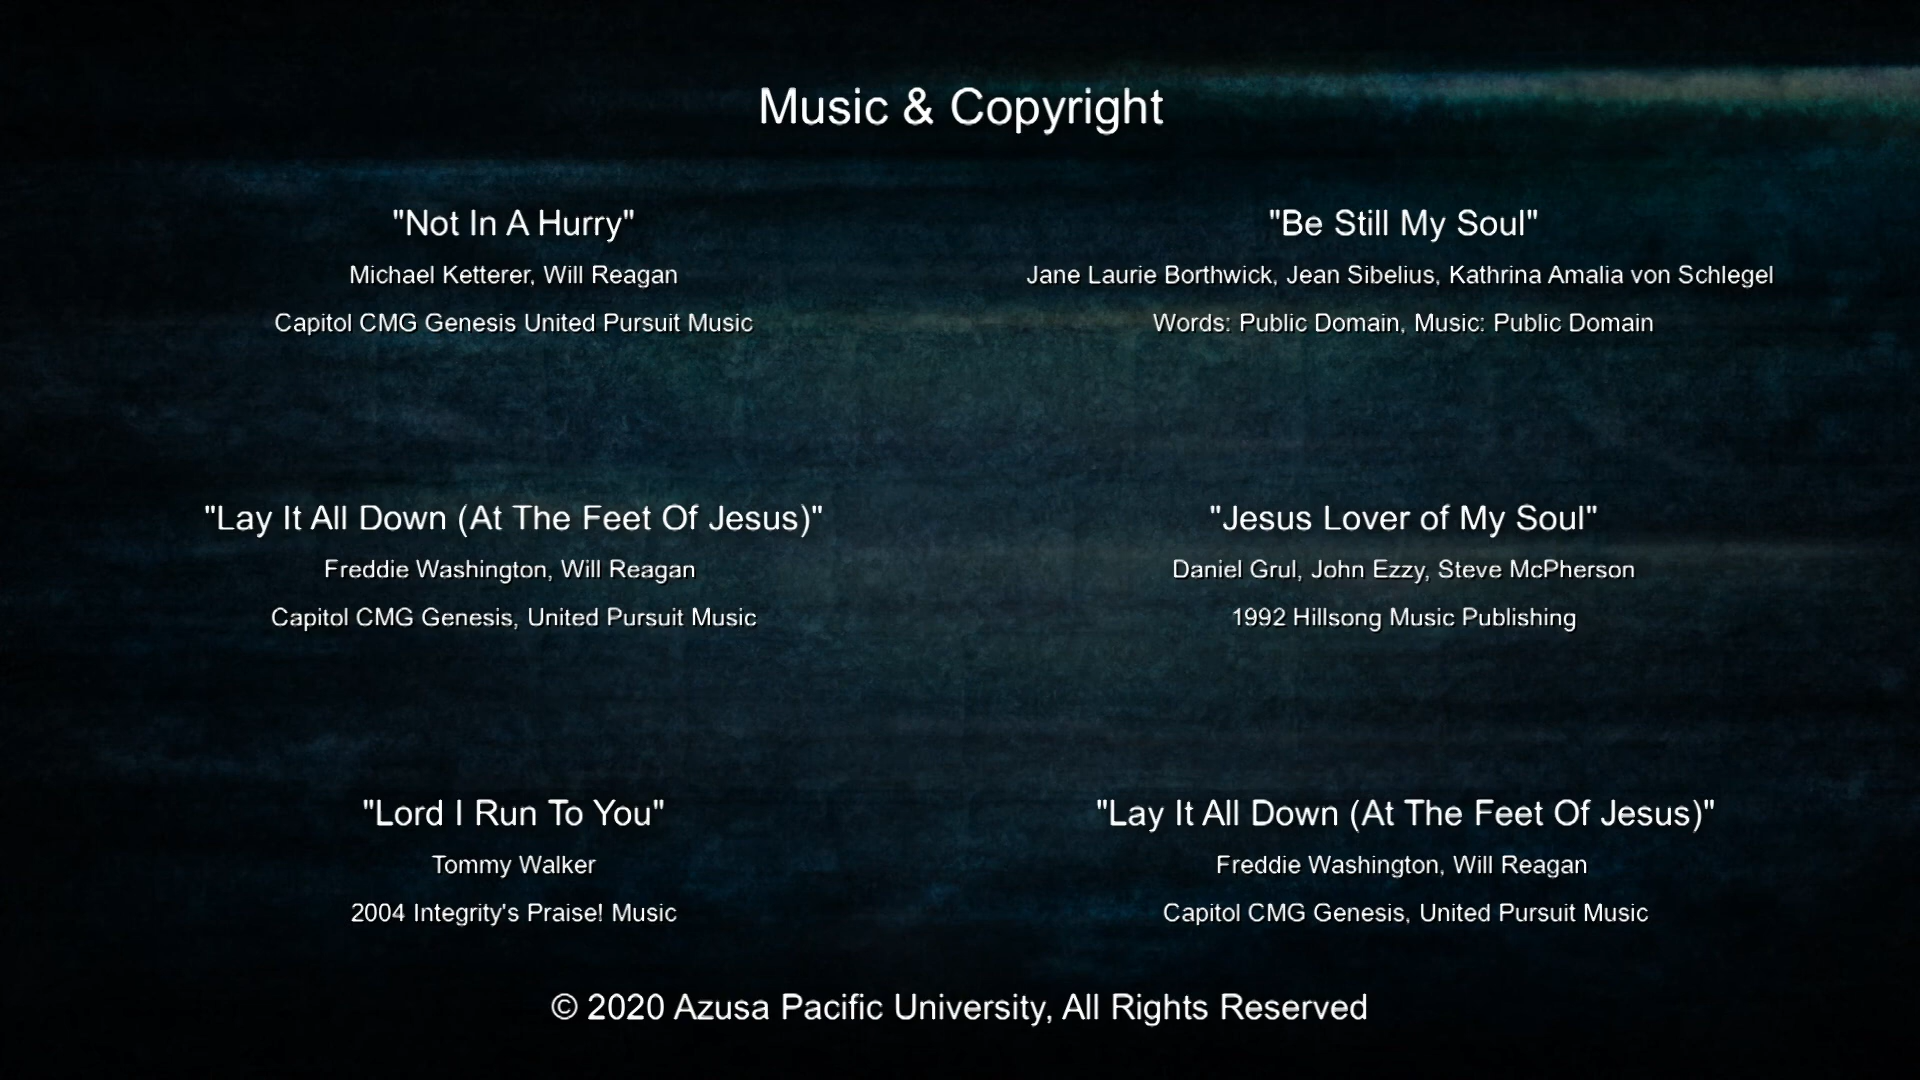 Music & Copyright
"Not In A Hurry"
Michael Ketterer, Will Reagan
Capitol CMG Genesis United Pursuit Music
"Be Still My Soul"
Jane Laurie Borthwick, Jean Sibelius, Kathrina Amalia von Schlegel
Words: Public Domain, Music: Public Domain
"Lay It All Down (At The Feet Of Jesus)"
Freddie Washington, Will Reagan
Capitol CMG Genesis, United Pursuit Music
"Jesus Lover of My Soul"
Daniel Grul, John Ezzy, Steve McPherson
1992 Hillsong Music Publishing
"Lord I Run To You"
Tommy Walker
2004 Integrity's Praise! Music
"Lay It All Down (At The Feet Of Jesus)"
Freddie Washington, Will Reagan
Capitol CMG Genesis, United Pursuit Music
© 2020 Azusa Pacific University, All Rights Reserved